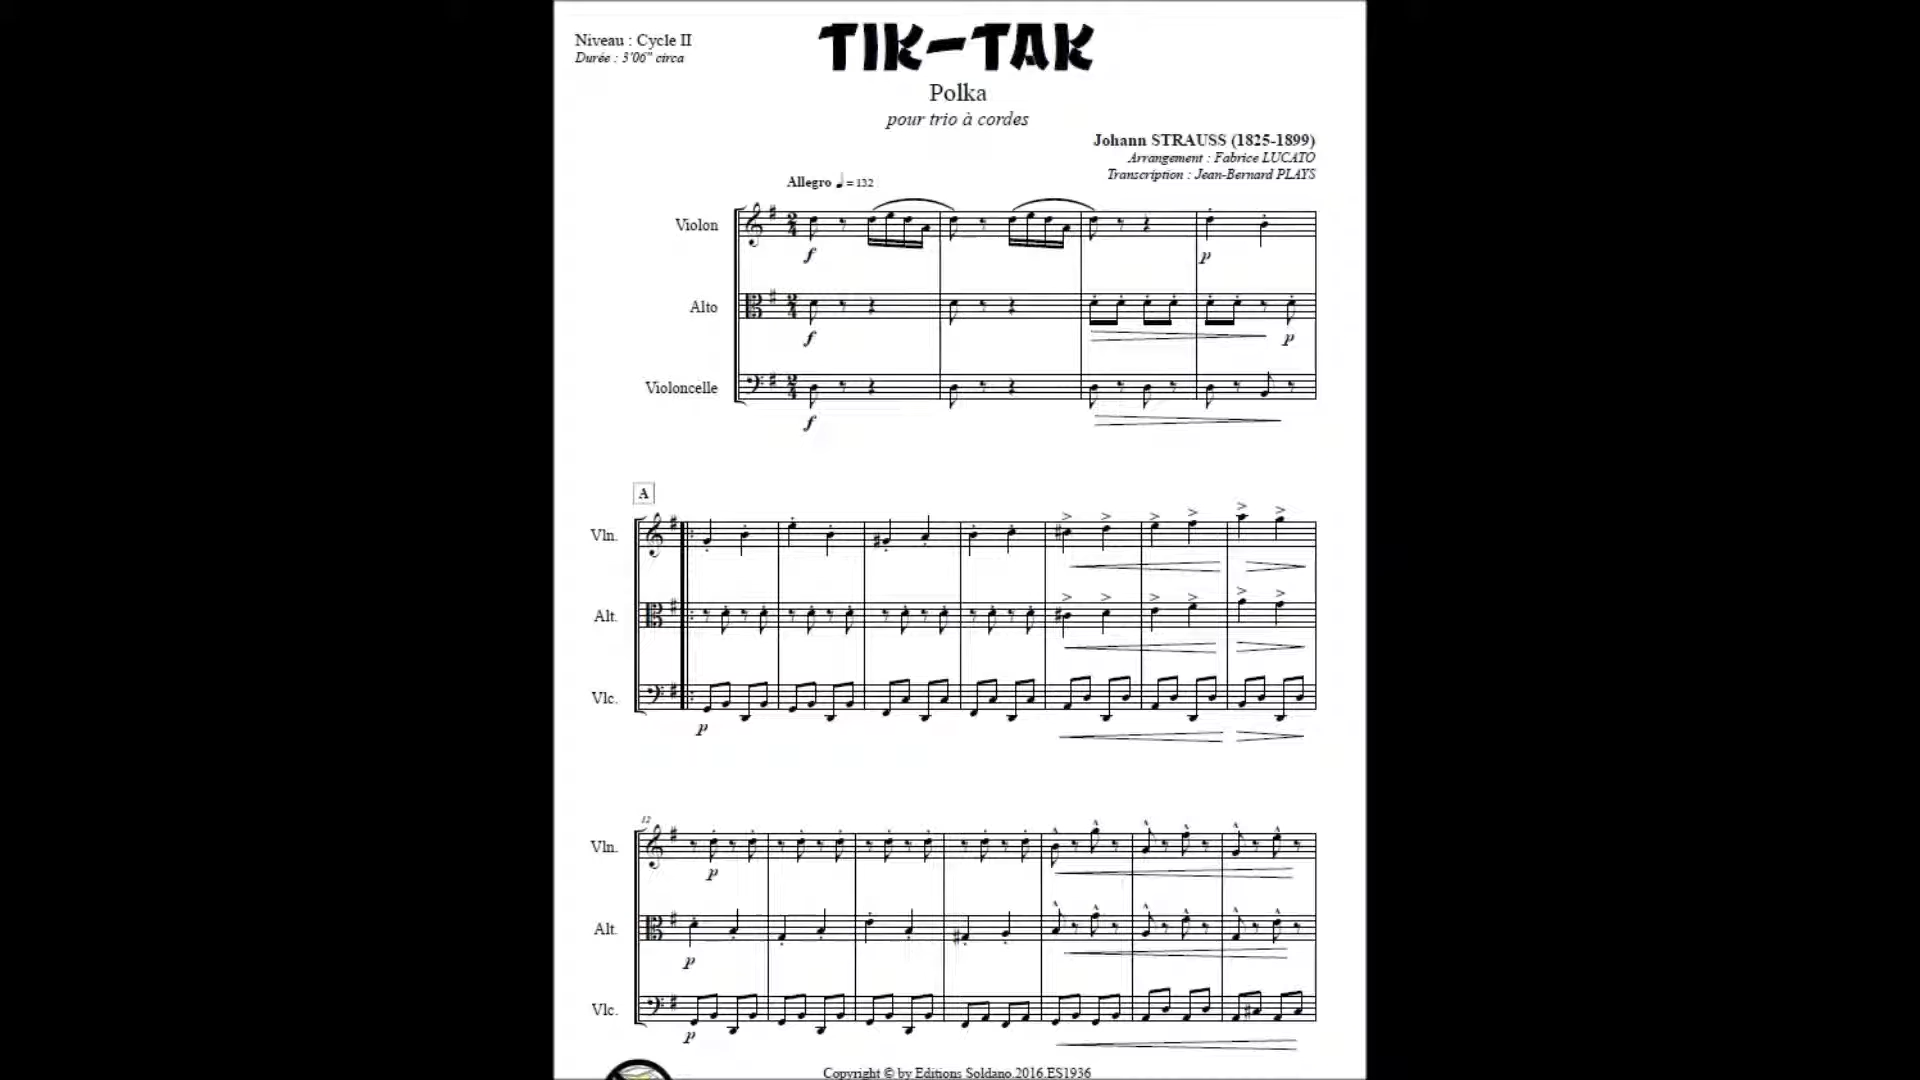 Niveau : Cycle II
Durée : 3'06" circa
TIK-TAK
Polka
pour trio à cordes
Johann STRAUSS (1825-1899)
Arrangement : Fabrice LUCATO
Transcription : Jean-Bernard PLAYS
Allegro ♩ = 132
Violon
f
p
Alto
f
p
Violoncelle
f
A
Vln.
Alt.
Vlc.
p
12
Vln.
p
Alt.
p
Vlc.
p
Copyright © by Editions Soldano.2016.ES1936